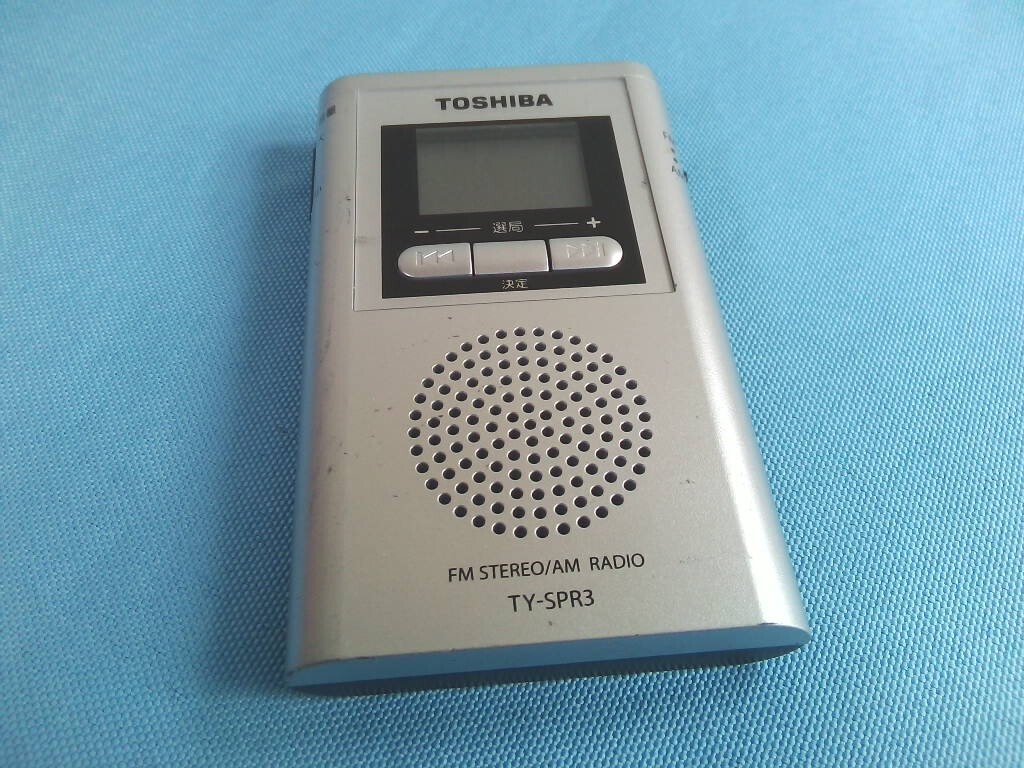 TOSHIBA
− 選局 +
決定
FM STEREO/AM RADIO
TY-SPR3